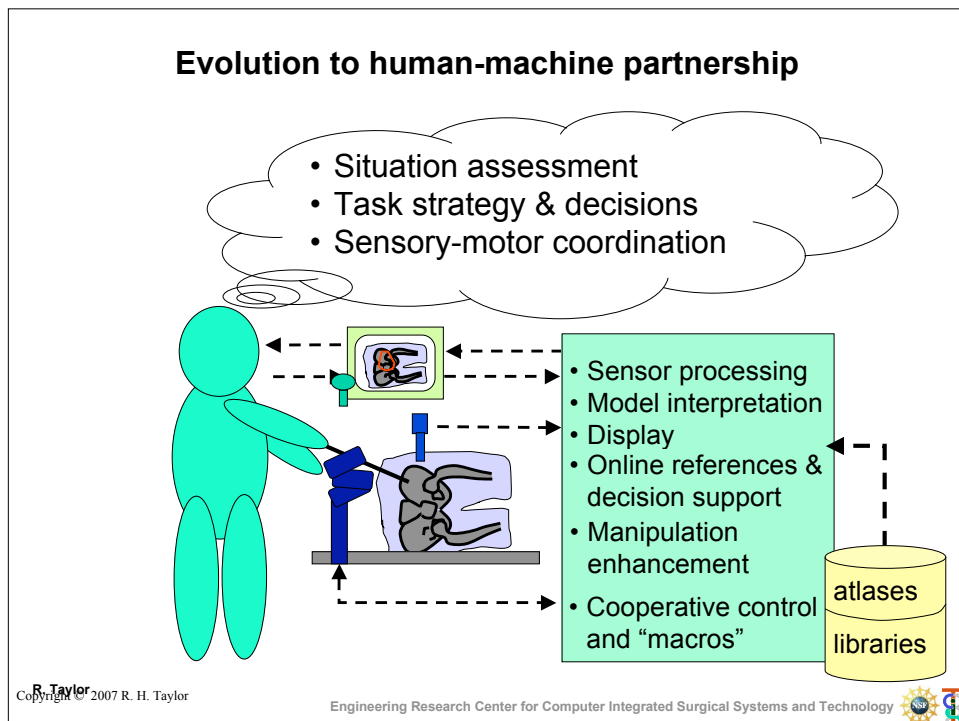 Evolution to human-machine partnership
• Situation assessment
• Task strategy & decisions
• Sensory-motor coordination
• Sensor processing
• Model interpretation
• Display
• Online references &
decision support
• Manipulation
enhancement
• Cooperative control
and “macros”
atlases
libraries
R. Taylor
Copyright © 2007 R. H. Taylor
Engineering Research Center for Computer Integrated Surgical Systems and Technology
NSF